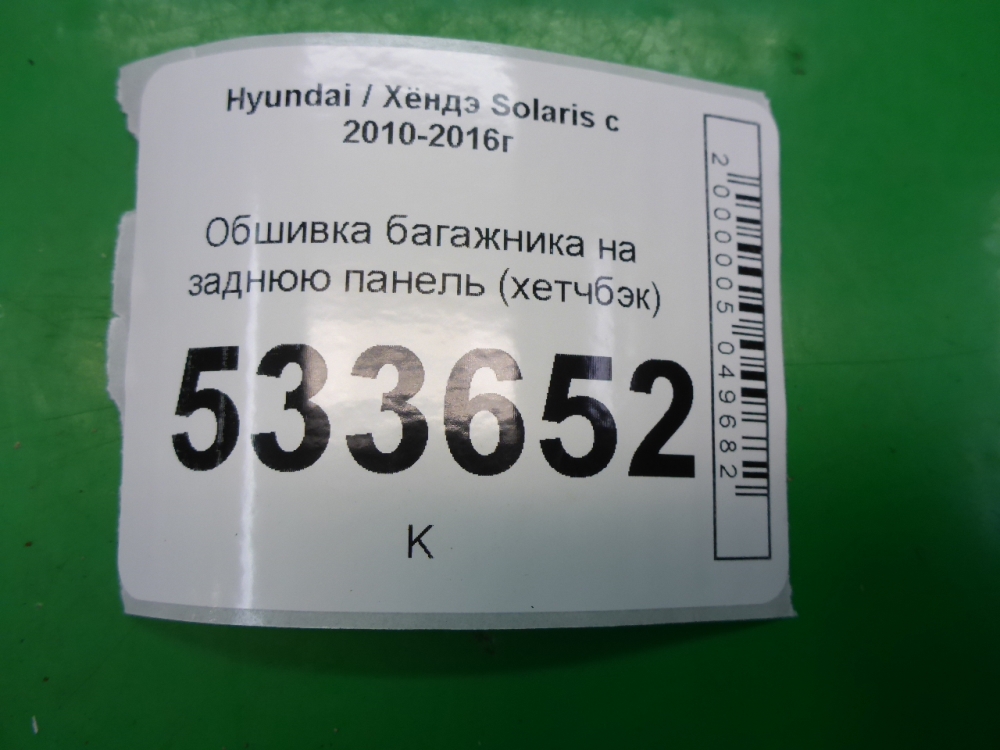 Hyundai / Хёндэ Solaris с
2010-2016г
Обшивка багажника на
заднюю панель (хетчбэк)
533652
К
2000005049682